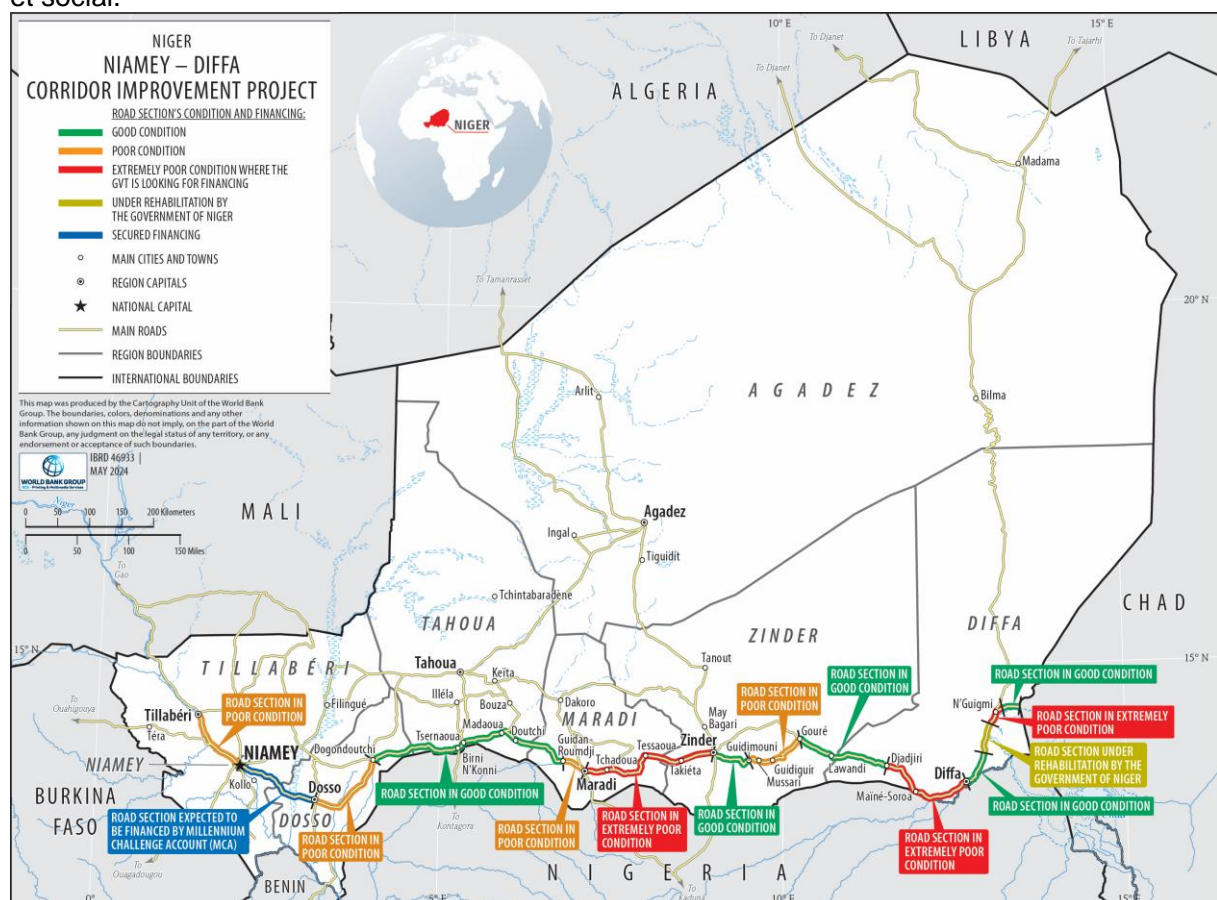 et social.
NIGER
NIAMEY – DIFFA
CORRIDOR IMPROVEMENT PROJECT
ROAD SECTION'S CONDITION AND FINANCING:
GOOD CONDITION
POOR CONDITION
EXTREMELY POOR CONDITION WHERE THE
GVT IS LOOKING FOR FINANCING
UNDER REHABILITATION BY
THE GOVERNMENT OF NIGER
SECURED FINANCING
MAIN CITIES AND TOWNS
REGION CAPITALS
NATIONAL CAPITAL
MAIN ROADS
REGION BOUNDARIES
INTERNATIONAL BOUNDARIES
This map was produced by the Cartography Unit of the World Bank
Group. The boundaries, colors, denominations and any other
information shown on this map do not imply, on the part of the World
Bank Group, any judgment on the legal status of any territory, or any
endorsement or acceptance of such boundaries.
WORLD BANK GROUP
IBRD 46933 |
MAY 2024
0 50 100 150 200 Kilometers
0 50 100 150 Miles
NIGER
10° E
15° E
To Djanet
To Djanet
To Tajarhi
LIBYA
ALGERIA
Madama
To Tamanrasset
20° N
20° N
Arlit
AGADEZ
Bilma
Niger
MALI
Agadez
Ingal
Tiguidit
To
Gao
Tchintabaradène
CHAD
TAHOUA
ZINDER
DIFFA
15° N
15° N
TILLABÉRI
Tahoua
Keïta
Tanout
ROAD SECTION IN
GOOD CONDITION
ROAD SECTION IN
GOOD CONDITION
ROAD SECTION IN
POOR CONDITION
Illéla
Bouza
Dakoro
ROAD SECTION IN
POOR CONDITION
N'Guigmi
ROAD SECTION IN EXTREMELY
POOR CONDITION
To
Ouahigouya
Tillabéri
Téra
Filingué
MARADI
May
Bagari
Gouré
Madaoua
Doutchi
Guidan-
Roumdji
Tessaoua
Zinder
Guidimouni
ROAD SECTION UNDER
REHABILITATION BY THE
GOVERNMENT OF NIGER
NIAMEY
NIAMEY
Dogondoutchi
Tsernaoua
Birni
N'Konni
Tchadoua
Takiéta
Guidiguir
Mussari
Lawandi
Djadjiri
Kollo
Dosso
Maradi
Diffa
Maïné-Soroa
ROAD SECTION IN GOOD CONDITION
ROAD SECTION IN GOOD CONDITION
BURKINA
FASO
ROAD SECTION EXPECTED TO
BE FINANCED BY MILLENNIUM
CHALLENGE ACCOUNT (MCA)
DOSSO
ROAD SECTION IN
POOR CONDITION
To
Kontagora
ROAD SECTION IN
POOR CONDITION
ROAD SECTION IN
EXTREMELY POOR
CONDITION
ROAD SECTION IN
GOOD CONDITION
ROAD SECTION IN
EXTREMELY POOR
CONDITION
To
Ouagadougou
BENIN
NIGERIA
To
Kaduna
0°
5° E
10° E
15° E